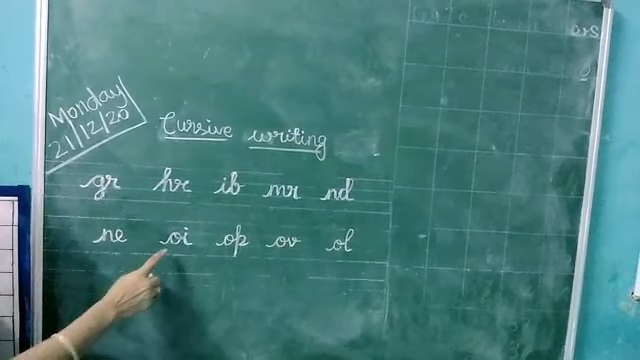 Monday
21/12/20
Cursive writing
gr hr ib mr nd
ne oi op ov ol